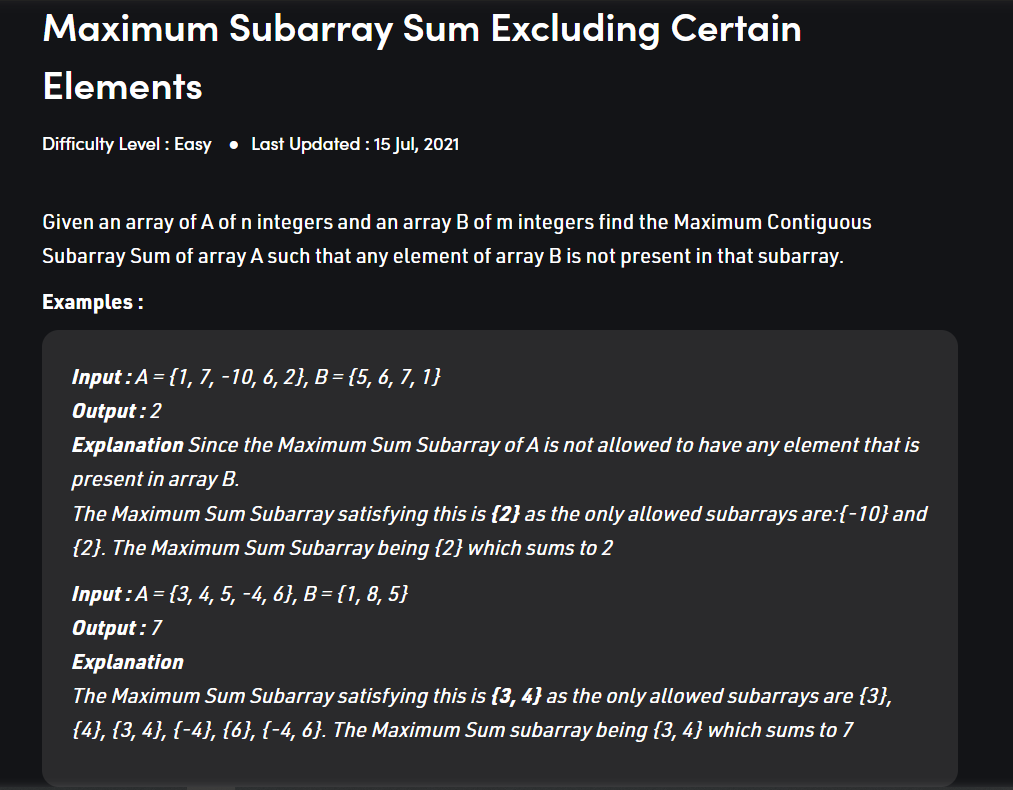 Maximum Subarray Sum Excluding Certain
Elements
Difficulty Level : Easy ● Last Updated : 15 Jul, 2021
Given an array of A of n integers and an array B of m integers find the Maximum Contiguous
Subarray Sum of array A such that any element of array B is not present in that subarray.
Examples :
Input : A = {1, 7, -10, 6, 2}, B = {5, 6, 7, 1}
Output : 2
Explanation Since the Maximum Sum Subarray of A is not allowed to have any element that is
present in array B.
The Maximum Sum Subarray satisfying this is {2} as the only allowed subarrays are:{-10} and
{2}. The Maximum Sum Subarray being {2} which sums to 2
Input : A = {3, 4, 5, -4, 6}, B = {1, 8, 5}
Output : 7
Explanation
The Maximum Sum Subarray satisfying this is {3, 4} as the only allowed subarrays are {3},
{4}, {3, 4}, {-4}, {6}, {-4, 6}. The Maximum Sum subarray being {3, 4} which sums to 7